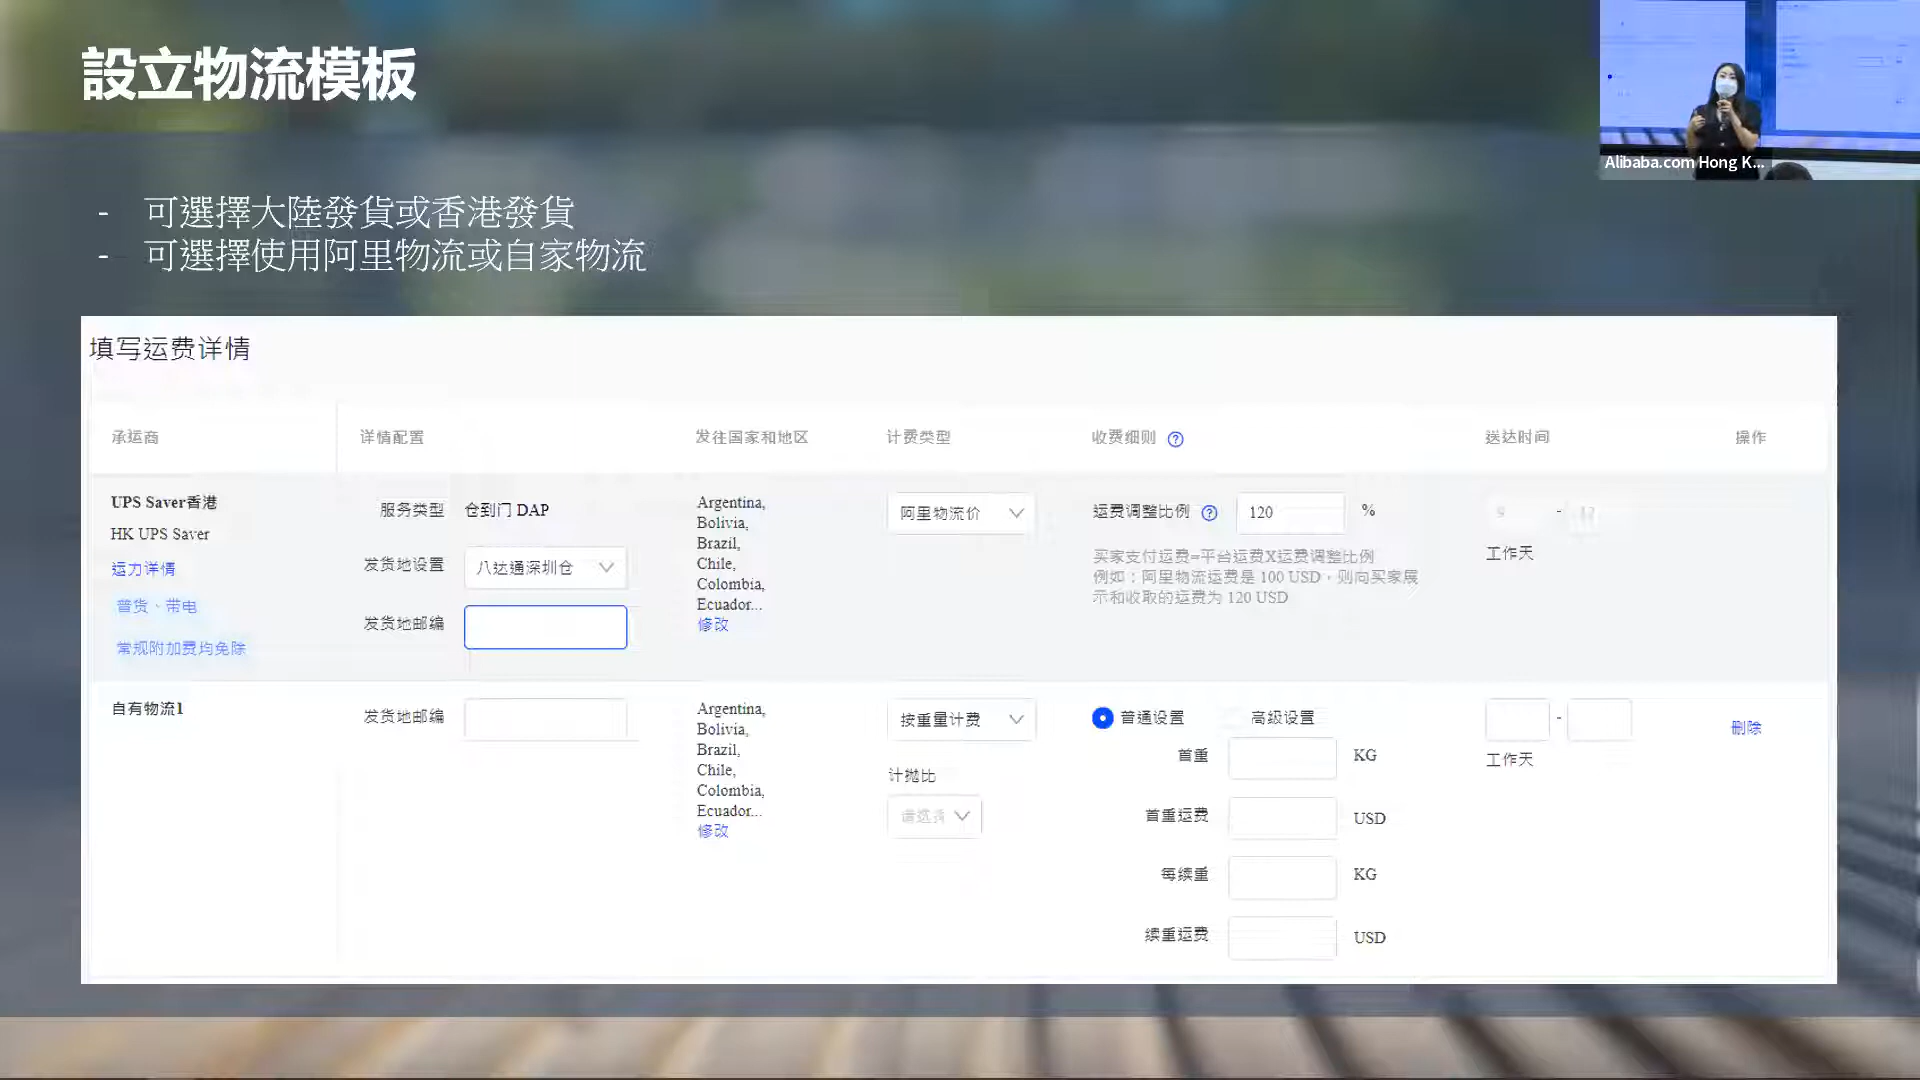 設立物流模板
Alibaba.com Hong K...
- 可選擇大陸發貨或香港發貨
- 可選擇使用阿里物流或自家物流
填写运费详情
承运商 详情配置 发往国家和地区 计费类型 收费细则 送达时间 操作
UPS Saver香港
HK UPS Saver
运力详情
普货、带电
常规附加费均免除
服务类型 仓到门 DAP
发货地设置 八达通深圳仓
发货地邮编
Argentina,
Bolivia,
Brazil,
Chile,
Colombia,
Ecuador...
修改
阿里物流价
运费调整比例 120 %
买家支付运费=平台运费X运费调整比例
例如：阿里物流运费是 100 USD，则向买家展
示和收取的运费为 120 USD
-
工作天
自有物流1
发货地邮编
Argentina,
Bolivia,
Brazil,
Chile,
Colombia,
Ecuador...
修改
按重量计费
计抛比
普通设置 高级设置
首重 KG
首重运费 USD
每续重 KG
续重运费 USD
-
工作天
删除